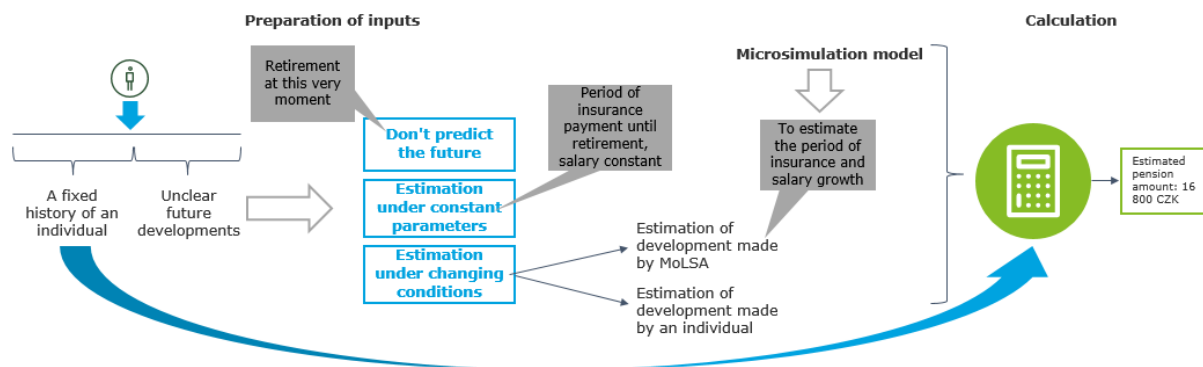 Preparation of inputs
Calculation
Retirement
at this very
moment
Microsimulation model
Period of
insurance
payment until
retirement,
salary constant
Don't predict
the future
To estimate
the period of
insurance and
salary growth
A fixed
history of an
individual
Unclear
future
developments
Estimation
under constant
parameters
Estimated
pension
amount: 16
800 CZK
Estimation
under changing
conditions
Estimation of
development made
by MoLSA
Estimation of
development made
by an individual